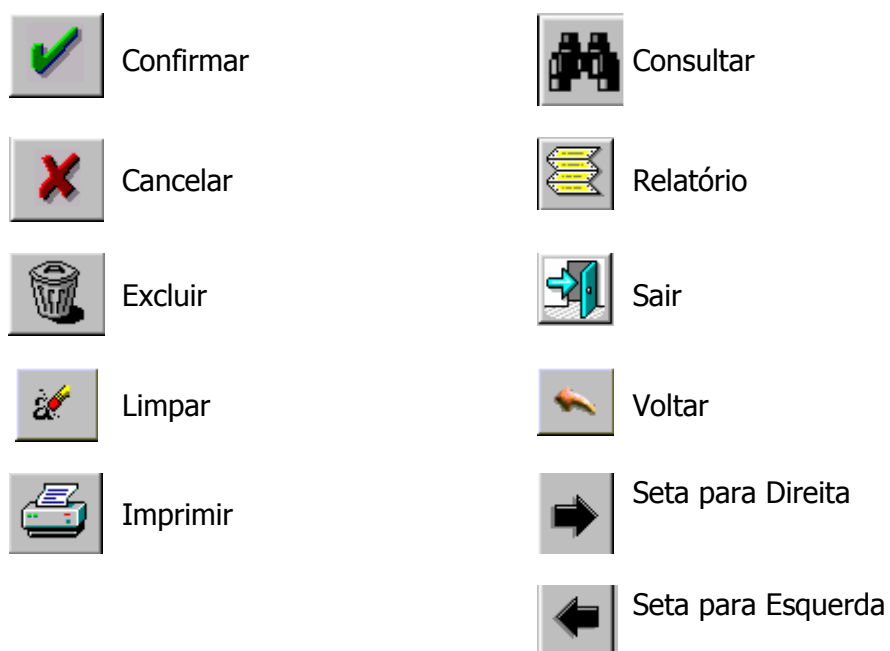 Confirmar
Cancelar
Excluir
Limpar
Imprimir
Consultar
Relatório
Sair
Voltar
Seta para Direita
Seta para Esquerda